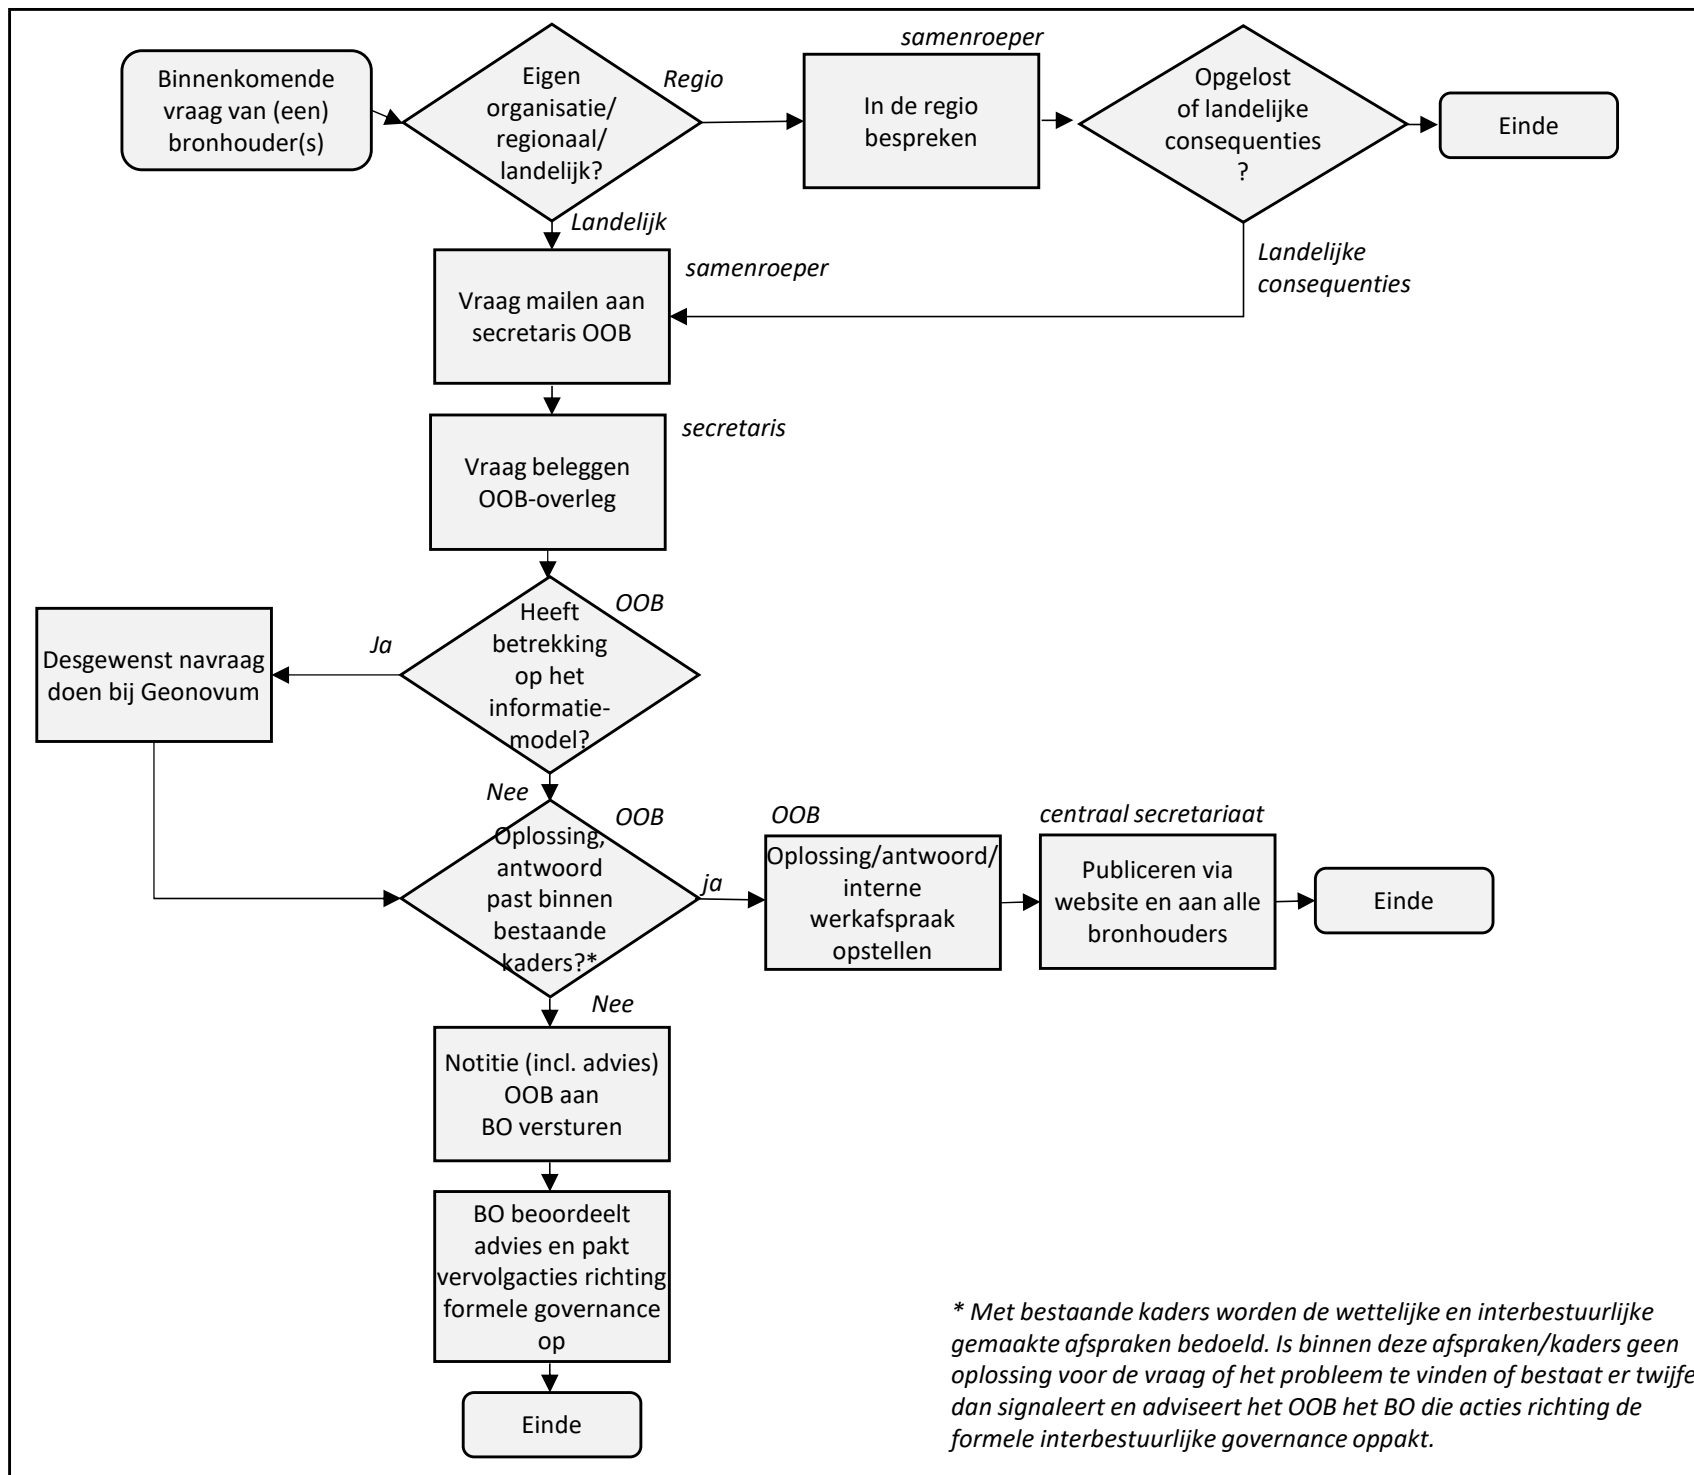 Binnenkomende
vraag van (een)
bronhouder(s)
Eigen
organisatie/
regionaal/
landelijk?
Regio
samenroeper
In de regio
bespreken
Opgelost
of landelijke
consequenties
?
Einde
Landelijk
Landelijke
consequenties
samenroeper
Vraag mailen aan
secretaris OOB
secretaris
Vraag beleggen
OOB-overleg
OOB
Heeft
betrekking
op het
informatie-
model?
Ja
Desgewenst navraag
doen bij Geonovum
Nee
OOB
Oplossing,
antwoord
past binnen
bestaande
kaders?*
ja
OOB
Oplossing/antwoord/
interne
werkafspraak
opstellen
centraal secretariaat
Publiceren via
website en aan alle
bronhouders
Einde
Nee
Notitie (incl. advies)
OOB aan
BO versturen
BO beoordeelt
advies en pakt
vervolgacties richting
formele governance
op
Einde
* Met bestaande kaders worden de wettelijke en interbestuurlijke
gemaakte afspraken bedoeld. Is binnen deze afspraken/kaders geen
oplossing voor de vraag of het probleem te vinden of bestaat er twijfe
dan signaleert en adviseert het OOB het BO die acties richting de
formele interbestuurlijke governance oppakt.